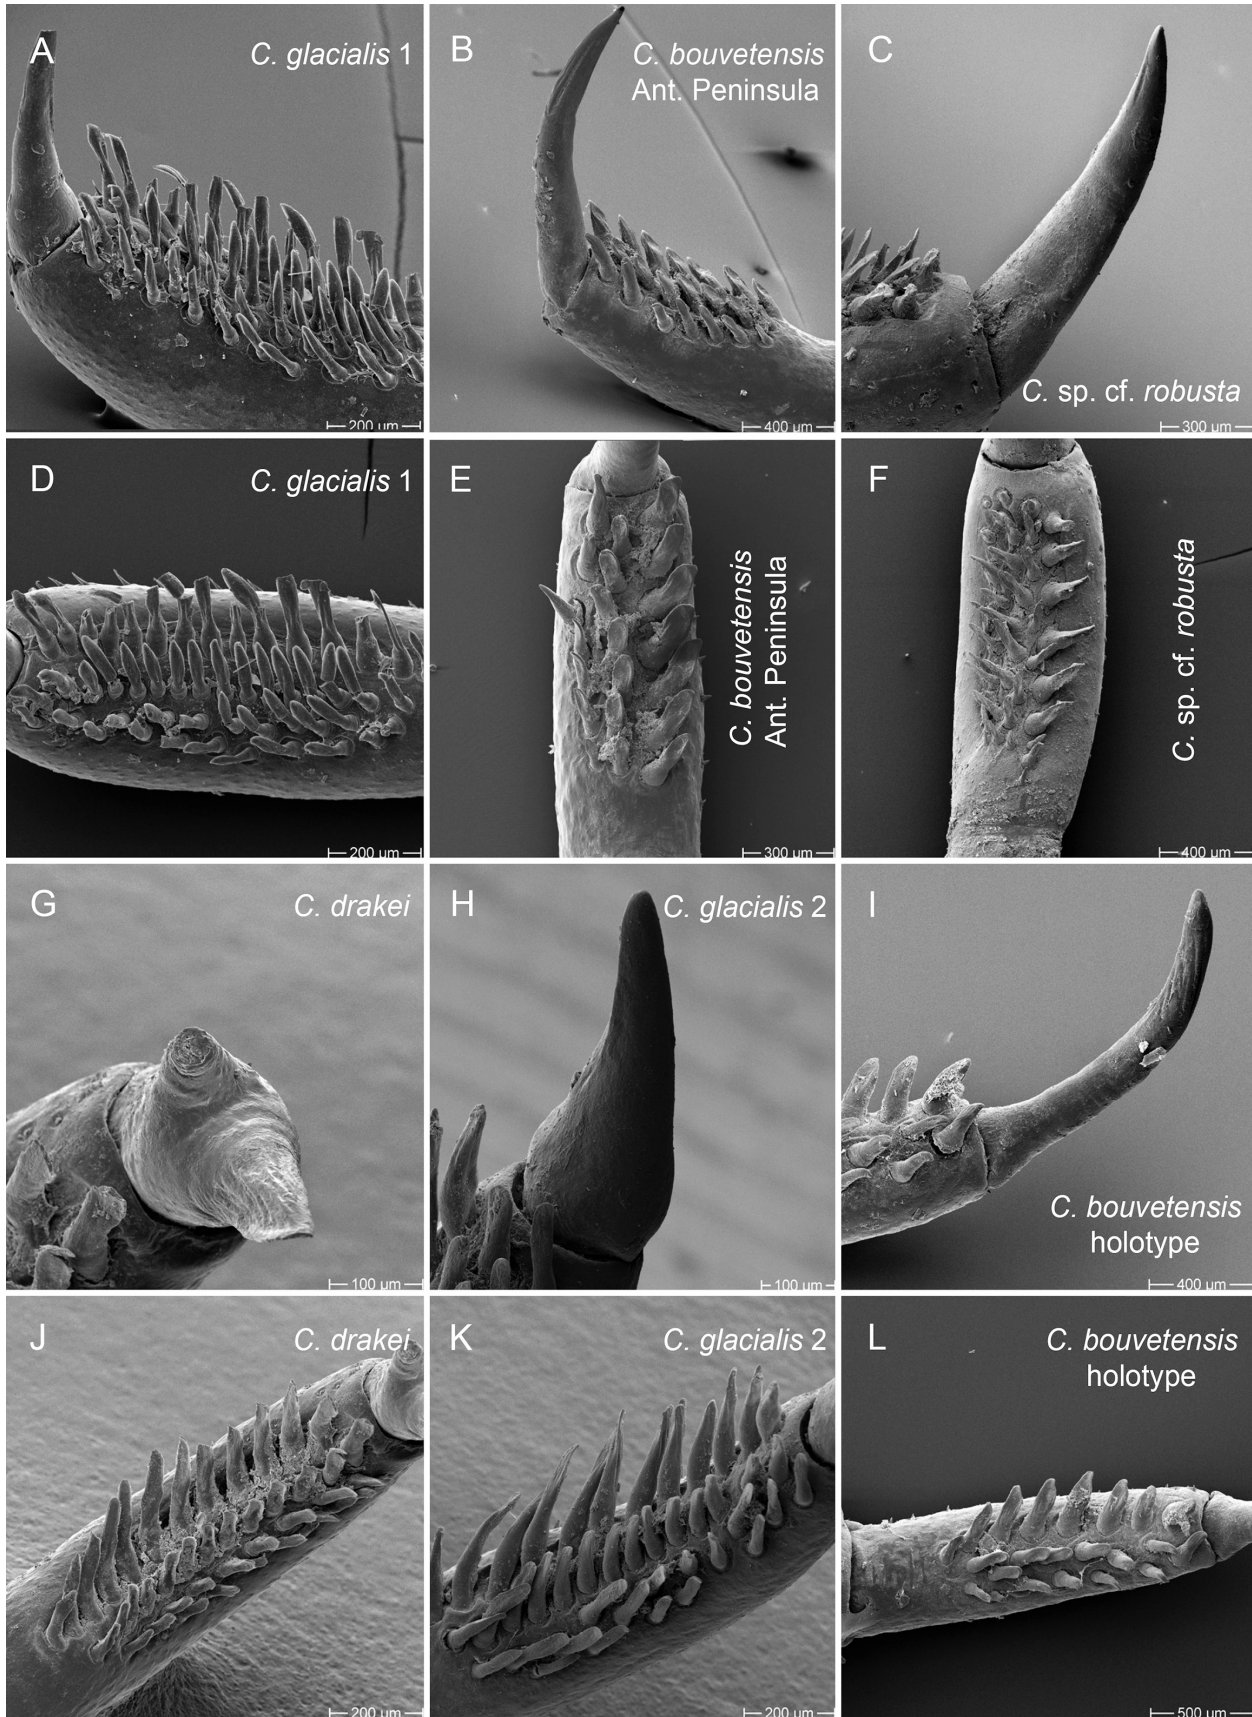 A
C. glacialis 1
200 µm
B
C. bouvetensis
Ant. Peninsula
400 µm
C
C. sp. cf. robusta
300 µm
D
C. glacialis 1
200 µm
E
C. bouvetensis
Ant. Peninsula
300 µm
F
C. sp. cf. robusta
400 µm
G
C. drakei
100 µm
H
C. glacialis 2
100 µm
I
C. bouvetensis
holotype
400 µm
J
C. drakei
200 µm
K
C. glacialis 2
200 µm
L
C. bouvetensis
holotype
500 µm